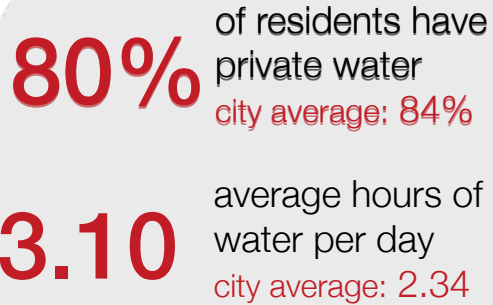 80%
of residents have
private water
city average: 84%
3.10
average hours of
water per day
city average: 2.34